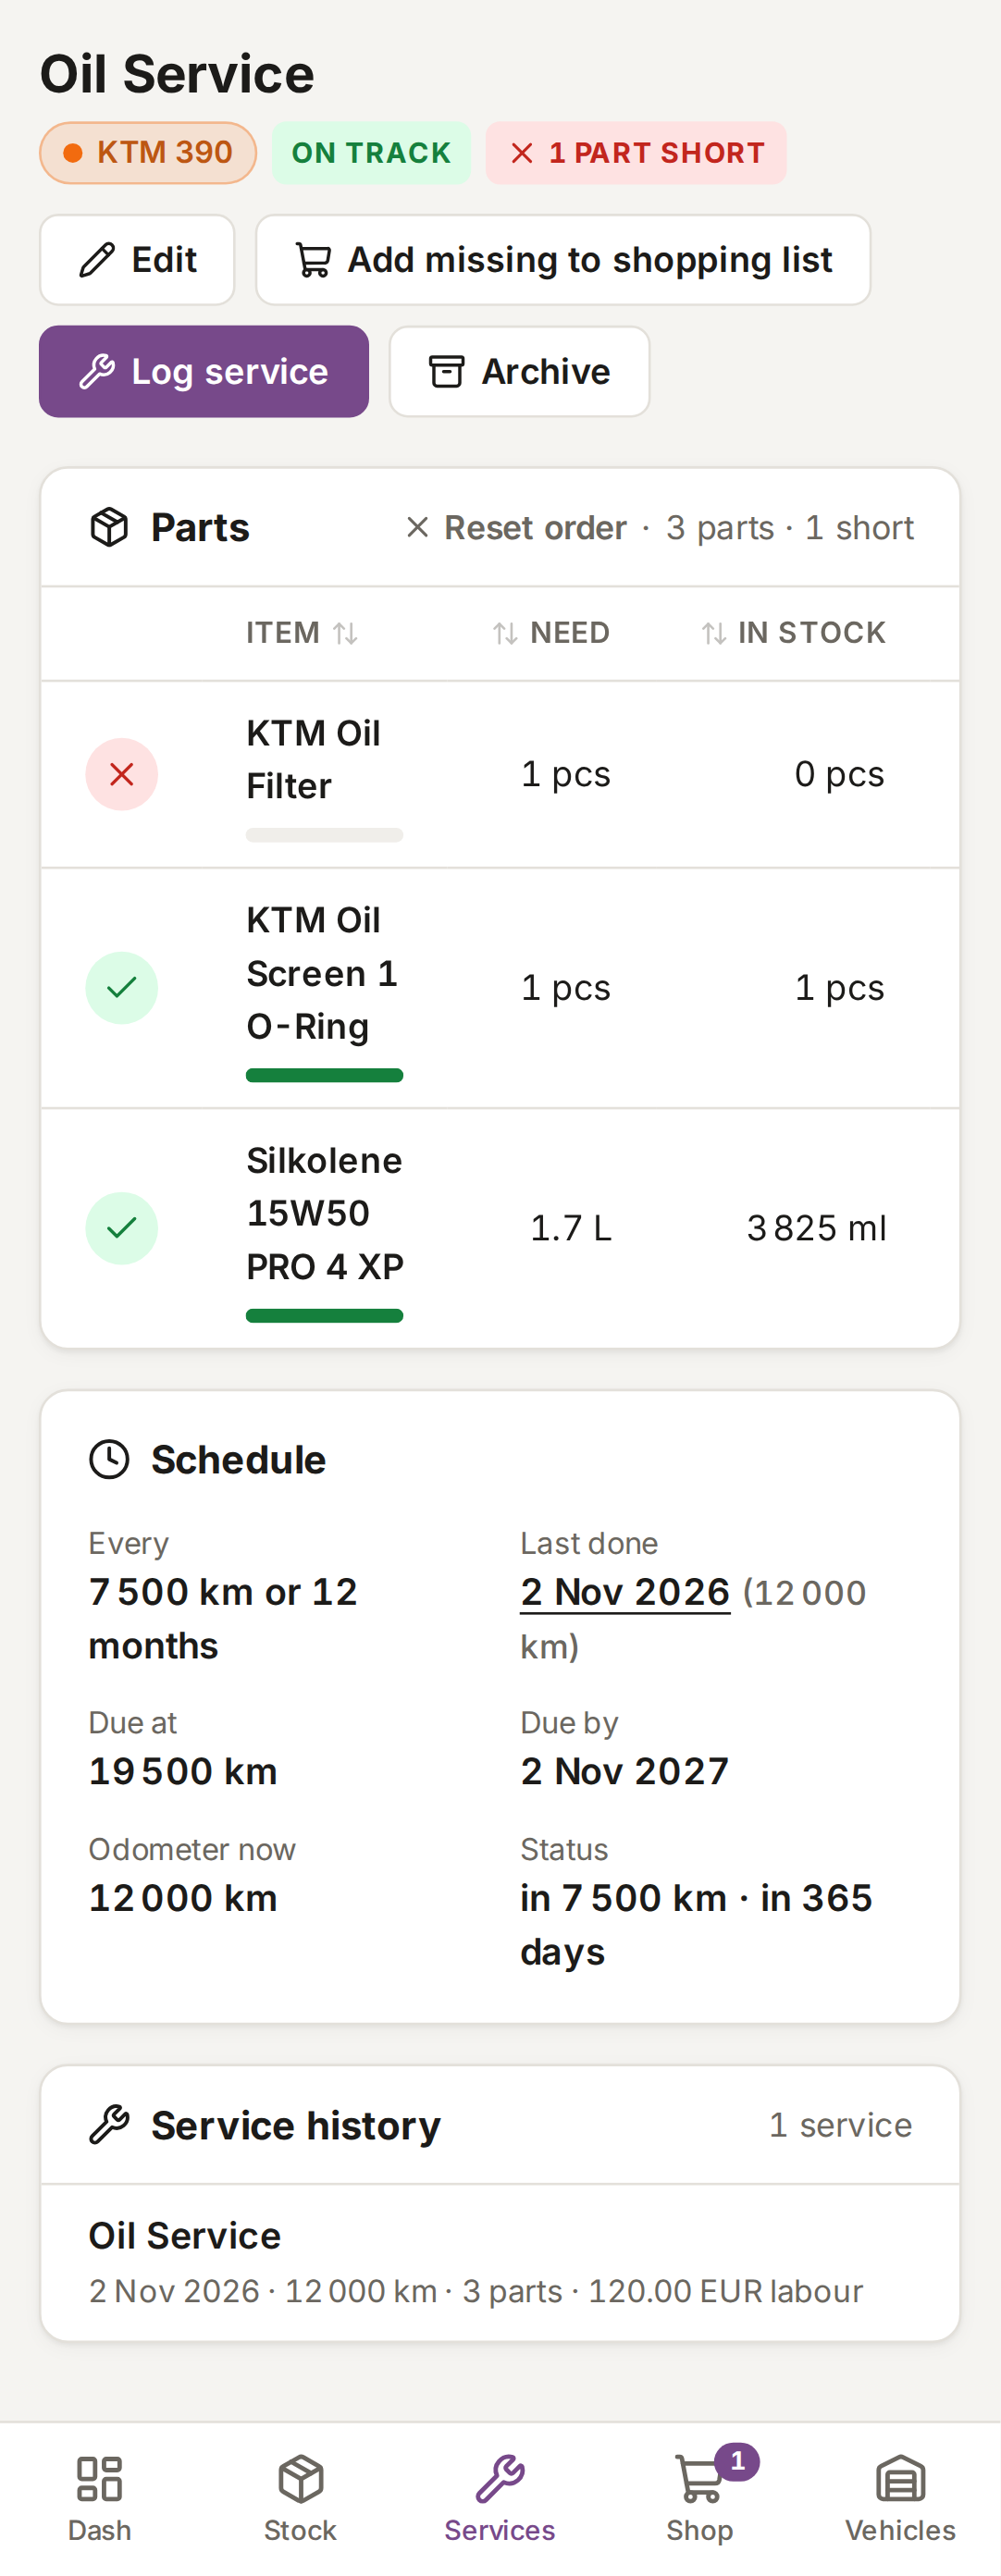 Oil Service
KTM 390
ON TRACK
1 PART SHORT
Edit
Add missing to shopping list
Log service
Archive
Parts
Reset order · 3 parts · 1 short
ITEM NEED IN STOCK
KTM Oil
Filter
1 pcs
0 pcs
KTM Oil
Screen 1
O-Ring
1 pcs
1 pcs
Silkolene
15W50
PRO 4 XP
1.7 L
3 825 ml
Schedule
Every
7 500 km or 12
months
Last done
2 Nov 2026 (12 000
km)
Due at
19 500 km
Due by
2 Nov 2027
Odometer now
12 000 km
Status
in 7 500 km · in 365
days
Service history
1 service
Oil Service
2 Nov 2026 · 12 000 km · 3 parts · 120.00 EUR labour
1
Dash
Stock
Services
Shop
Vehicles